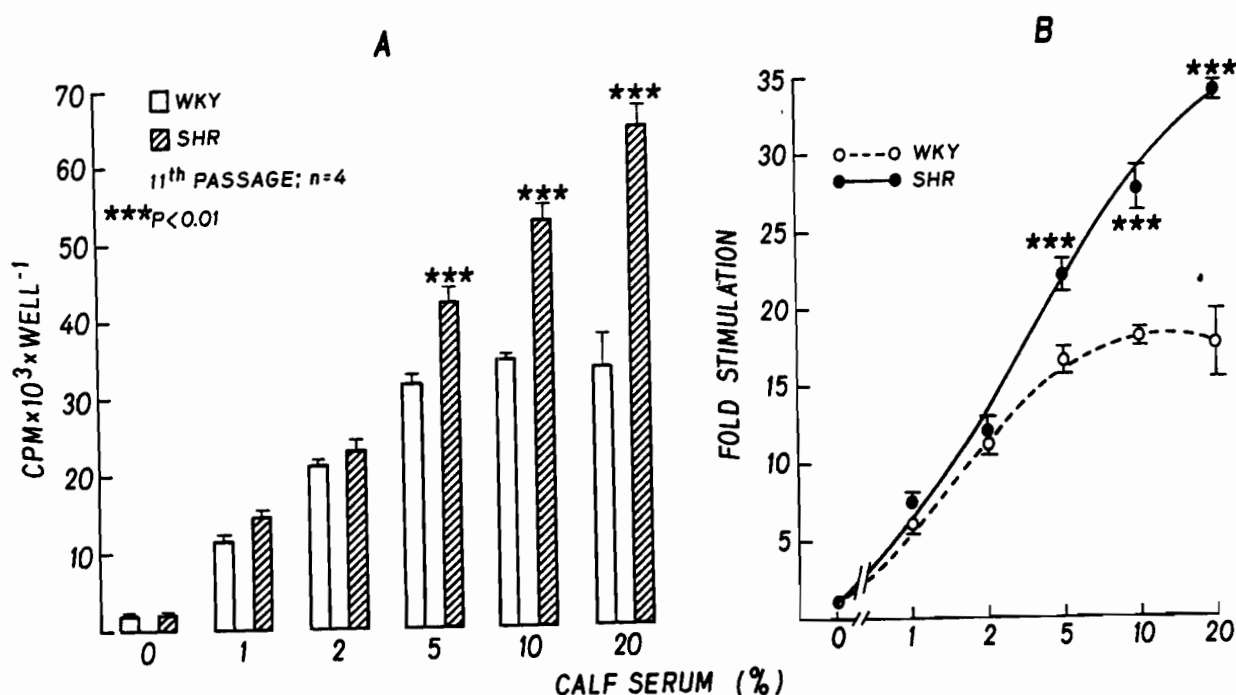 A
CPM×10³×WELL⁻¹
70
60
50
40
30
20
10
WKY
SHR
11th PASSAGE; n=4
***P<0.01
***
***
***
0
1
2
5
10
20
B
FOLD STIMULATION
35
30
25
20
15
10
5
WKY
SHR
***
***
***
0
1
2
5
10
20
CALF SERUM (%)